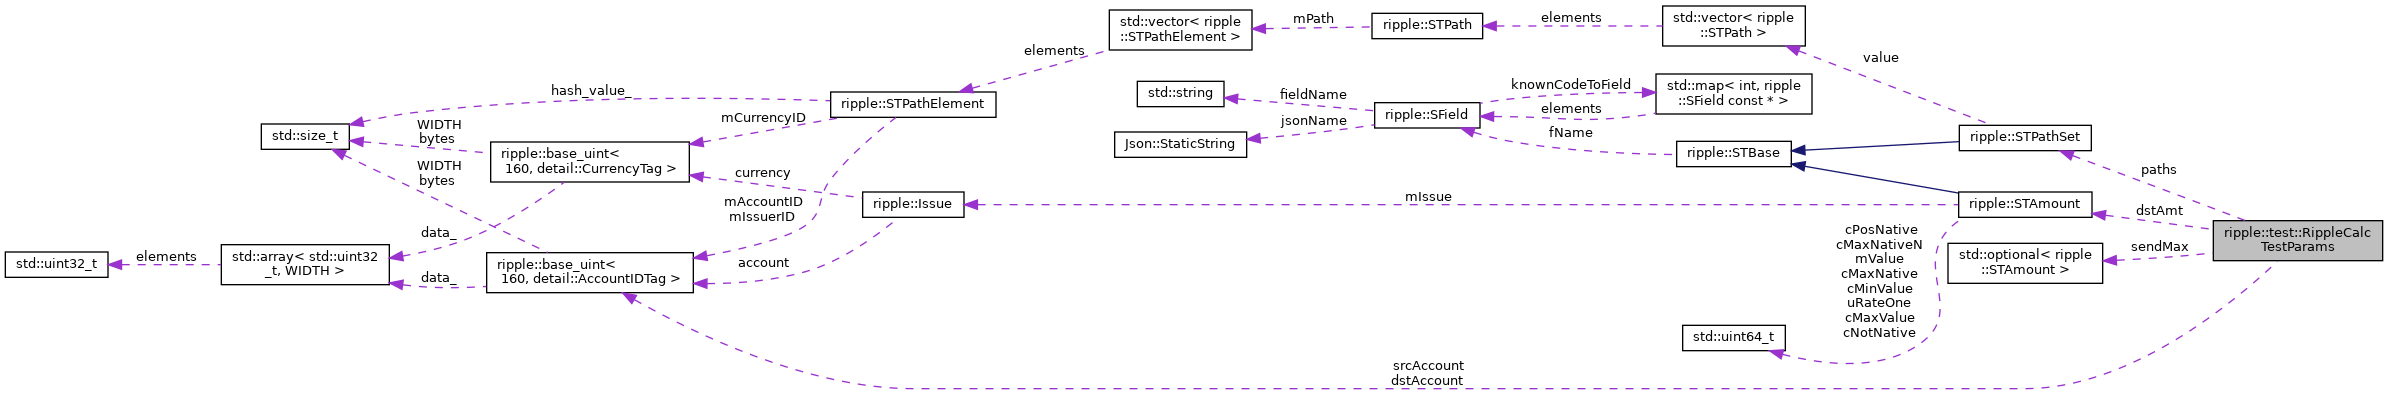 std::vector< ripple
::STPathElement >
mPath
ripple::STPath
elements
std::vector< ripple
::STPath >
elements
value
hash_value_
ripple::STPathElement
std::string
fieldName
knownCodeToField
std::map< int, ripple
::SField const * >
elements
std::size_t
WIDTH
bytes
mCurrencyID
Json::StaticString
jsonName
ripple::SField
fName
ripple::STBase
ripple::STPathSet
paths
WIDTH
bytes
ripple::base_uint<
160, detail::CurrencyTag >
currency
mAccountID
mIssuerID
ripple::Issue
mIssue
ripple::STAmount
dstAmt
ripple::test::RippleCalc
TestParams
std::uint32_t
elements
std::array< std::uint32
_t, WIDTH >
data_
data_
ripple::base_uint<
160, detail::AccountIDTag >
account
cPosNative
cMaxNativeN
mValue
cMaxNative
cMinValue
uRateOne
cMaxValue
cNotNative
std::optional< ripple
::STAmount >
sendMax
std::uint64_t
srcAccount
dstAccount